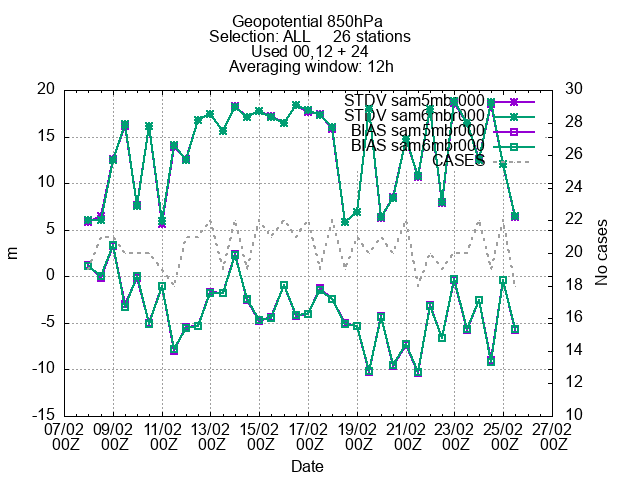 Geopotential 850hPa
Selection: ALL 26 stations
Used 00,12 + 24
Averaging window: 12h
STDV sam5mbr000
STDV sam6mbr000
BIAS sam5mbr000
BIAS sam6mbr000
CASES
20
15
10
5
0
-5
-10
-15
m
30
28
26
24
22
20
18
16
14
12
10
No cases
07/02 09/02 11/02 13/02 15/02 17/02 19/02 21/02 23/02 25/02 27/02
00Z 00Z 00Z 00Z 00Z 00Z 00Z 00Z 00Z 00Z 00Z
Date